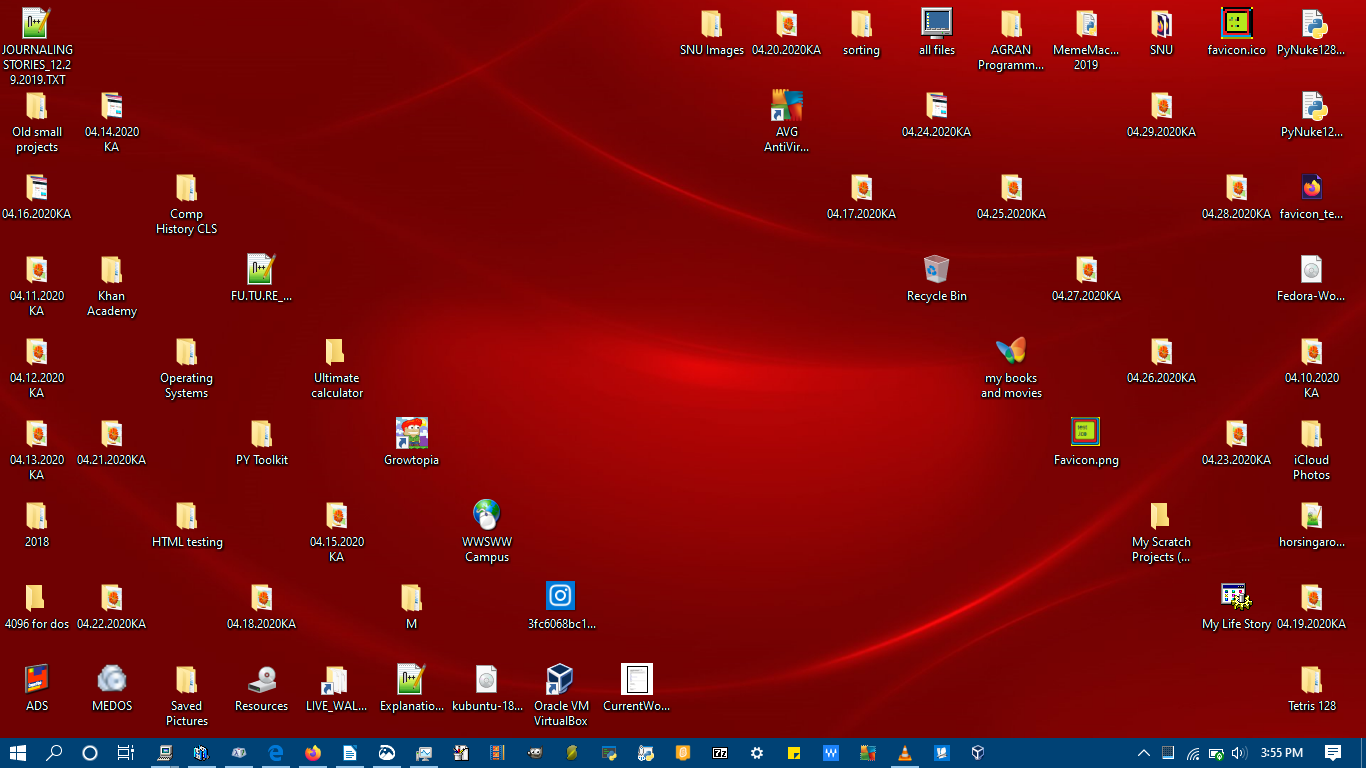 JOURNALING
STORIES_12.2
9.2019.TXT
SNU Images
04.20.2020KA
sorting
all files
AGRAN
Programm...
MemeMac...
2019
SNU
favicon.ico
PyNuke128...
Old small
projects
04.14.2020
KA
AVG
AntiVir...
04.24.2020KA
04.29.2020KA
PyNuke12...
04.16.2020KA
Comp
History CLS
04.17.2020KA
04.25.2020KA
04.28.2020KA
favicon_te...
04.11.2020
KA
Khan
Academy
FU.TU.RE_...
Recycle Bin
04.27.2020KA
Fedora-Wo...
04.12.2020
KA
Operating
Systems
Ultimate
calculator
my books
and movies
04.26.2020KA
04.10.2020
KA
04.13.2020
KA
04.21.2020KA
PY Toolkit
Growtopia
Favicon.png
04.23.2020KA
iCloud
Photos
2018
HTML testing
04.15.2020
KA
WWSWW
Campus
My Scratch
Projects (...
horsingaro...
4096 for dos
04.22.2020KA
04.18.2020KA
M
3fc6068bc1...
My Life Story
04.19.2020KA
ADS
MEDOS
Saved
Pictures
Resources
LIVE_WAL...
Explanatio...
kubuntu-18...
Oracle VM
VirtualBox
CurrentWo...
Tetris 128
3:55 PM